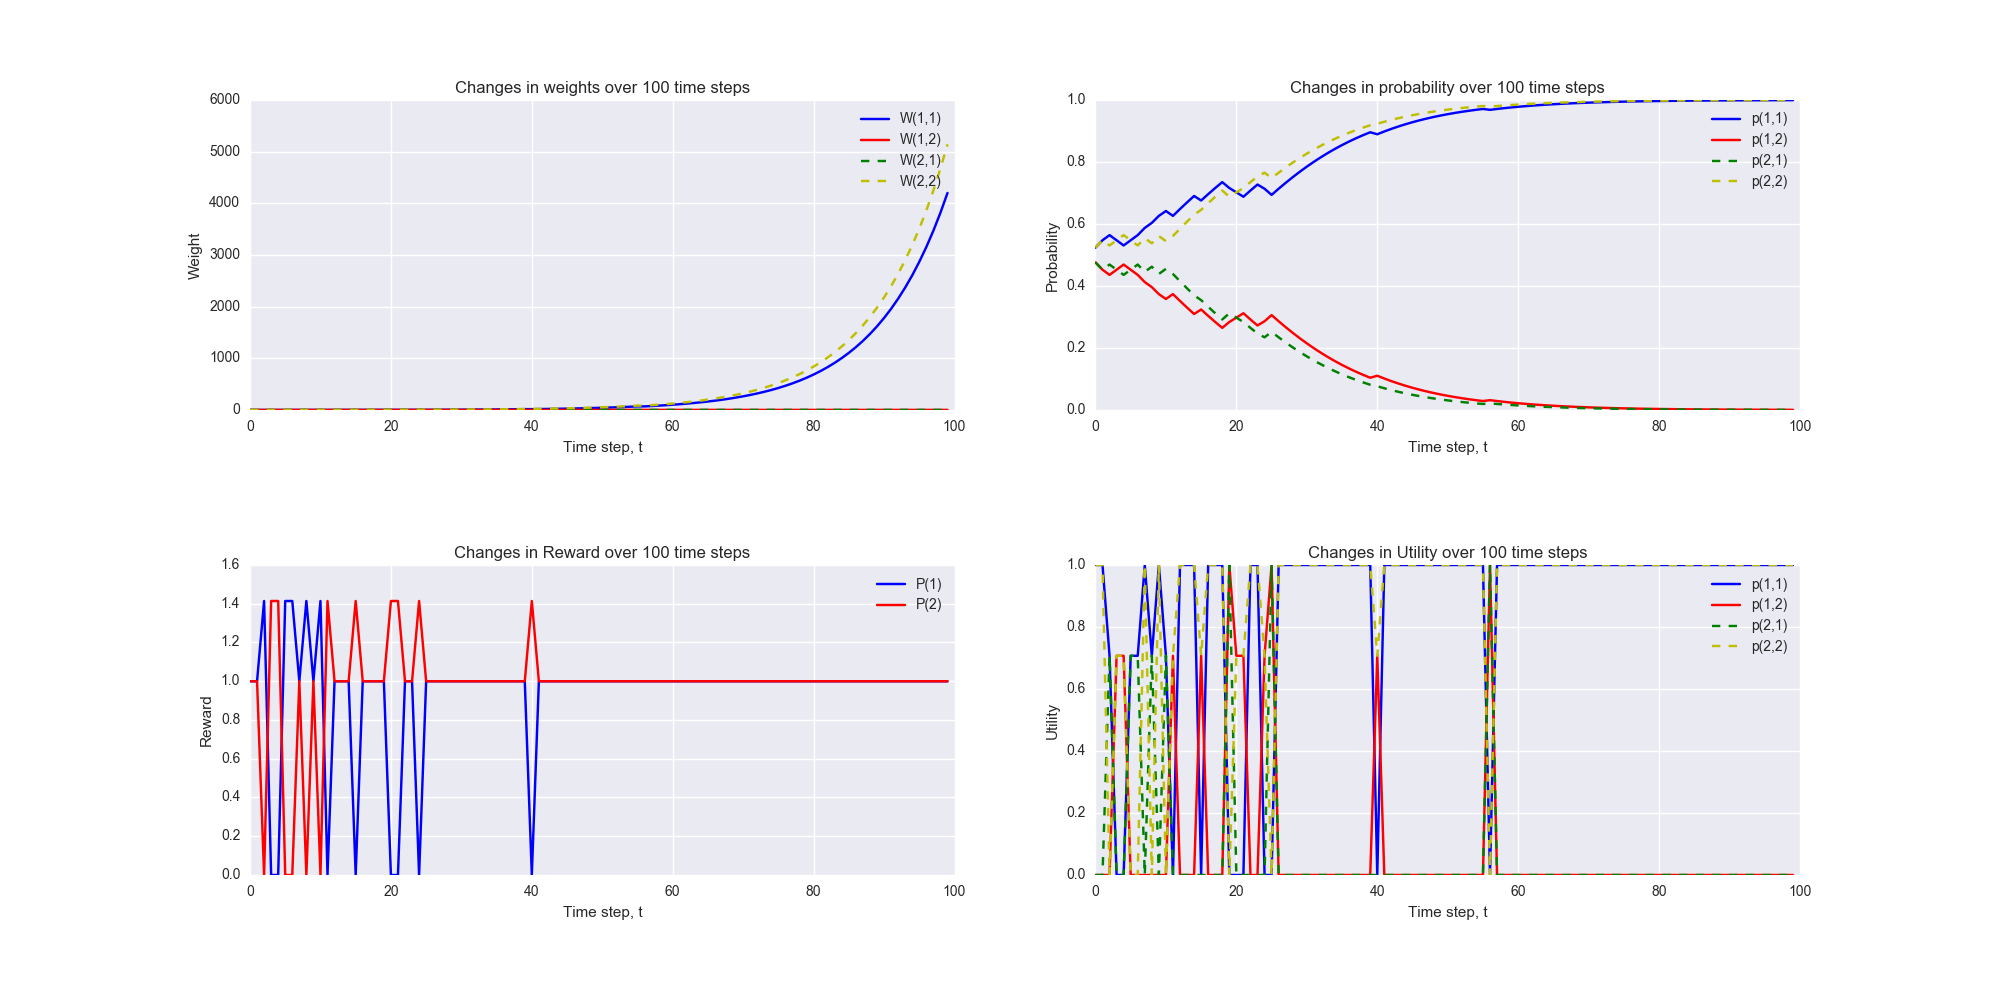 Changes in weights over 100 time steps
6000
5000
4000
3000
2000
1000
0
Weight
0 20 40 60 80 100
Time step, t
W(1,1)
W(1,2)
W(2,1)
W(2,2)
Changes in probability over 100 time steps
1.0
0.8
0.6
0.4
0.2
0.0
Probability
0 20 40 60 80 100
Time step, t
p(1,1)
p(1,2)
p(2,1)
p(2,2)
Changes in Reward over 100 time steps
1.6
1.4
1.2
1.0
0.8
0.6
0.4
0.2
0.0
Reward
0 20 40 60 80 100
Time step, t
P(1)
P(2)
Changes in Utility over 100 time steps
1.0
0.8
0.6
0.4
0.2
0.0
Utility
0 20 40 60 80 100
Time step, t
p(1,1)
p(1,2)
p(2,1)
p(2,2)